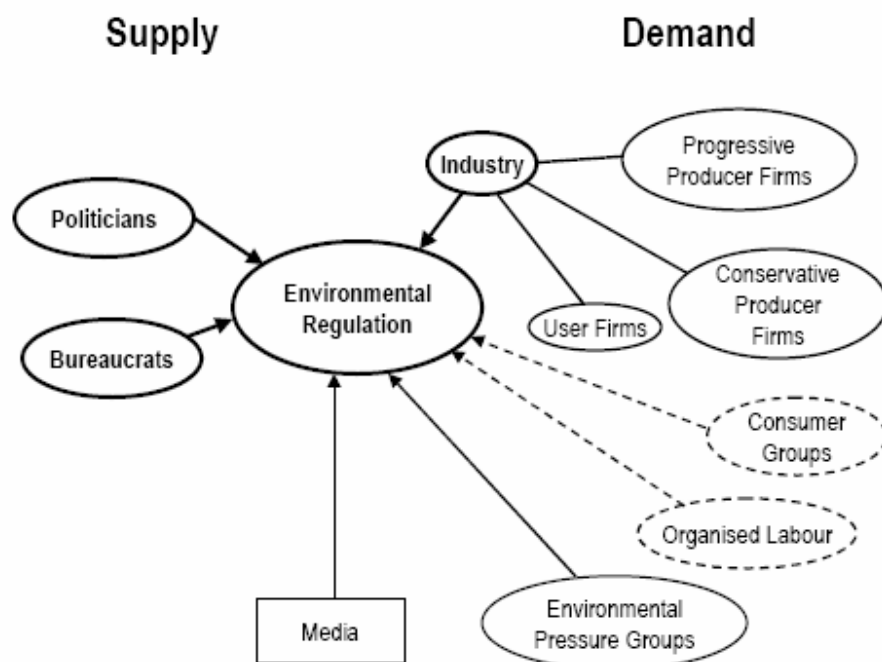 Supply
Demand
Progressive
Producer Firms
Industry
Politicians
Conservative
Producer
Firms
Environmental
Regulation
User Firms
Bureaucrats
Consumer
Groups
Organised Labour
Environmental
Pressure Groups
Media